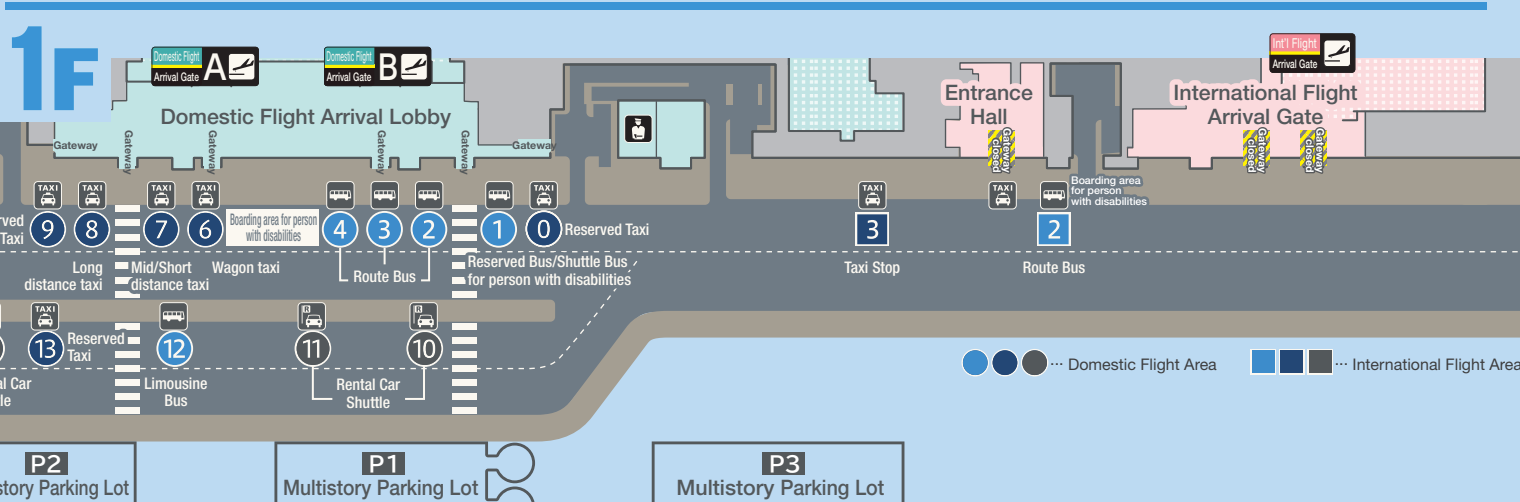 1F
Domestic Flight
Arrival Gate
A
Domestic Flight
Arrival Gate
B
Int'l Flight
Arrival Gate
Domestic Flight Arrival Lobby
Entrance
Hall
International Flight
Arrival Gate
Gateway
Gateway
Gateway
Gateway
Gateway
Gateway
Gateway
closed
Gateway
closed
Gateway
closed
TAXI
TAXI
TAXI
TAXI
TAXI
TAXI
TAXI
Boarding area
for person
with disabilities
9
8
7
6
Boarding area for person
with disabilities
4
3
2
1
0
Reserved Taxi
3
2
Taxi
Long
distance taxi
Mid/Short
distance taxi
Wagon taxi
Route Bus
Reserved Bus/Shuttle Bus
for person with disabilities
Taxi Stop
Route Bus
TAXI
R
R
13
Reserved
Taxi
12
11
10
Limousine
Bus
Rental Car
Shuttle
Car
··· Domestic Flight Area
··· International Flight Area
P2
Parking Lot
P1
Multistory Parking Lot
P3
Multistory Parking Lot